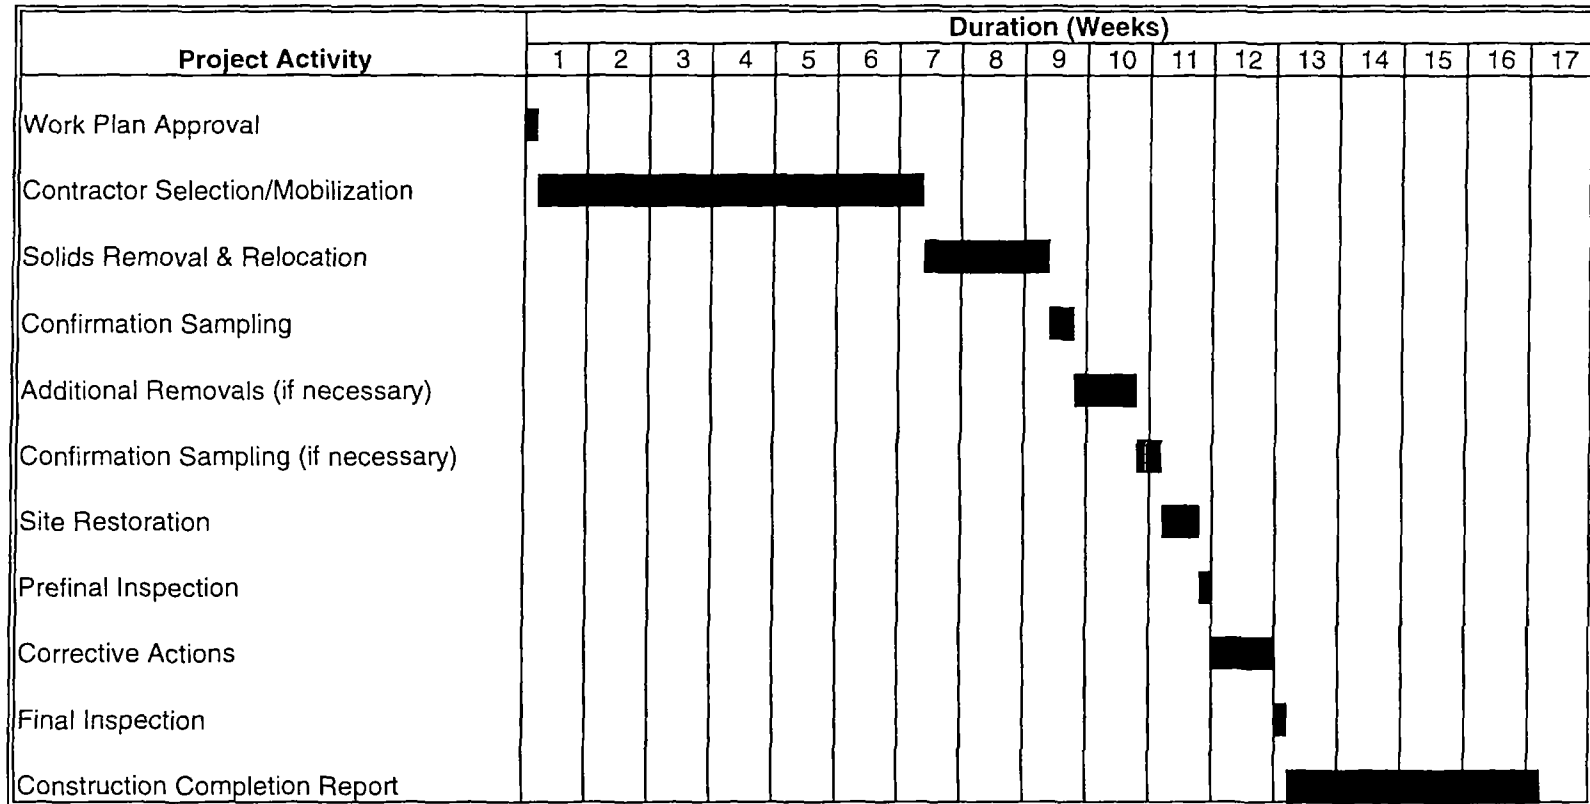 Duration (Weeks)
Project Activity
1 2 3 4 5 6 7 8 9 10 11 12 13 14 15 16 17
Work Plan Approval
Contractor Selection/Mobilization
Solids Removal & Relocation
Confirmation Sampling
Additional Removals (if necessary)
Confirmation Sampling (if necessary)
Site Restoration
Prefinal Inspection
Corrective Actions
Final Inspection
Construction Completion Report